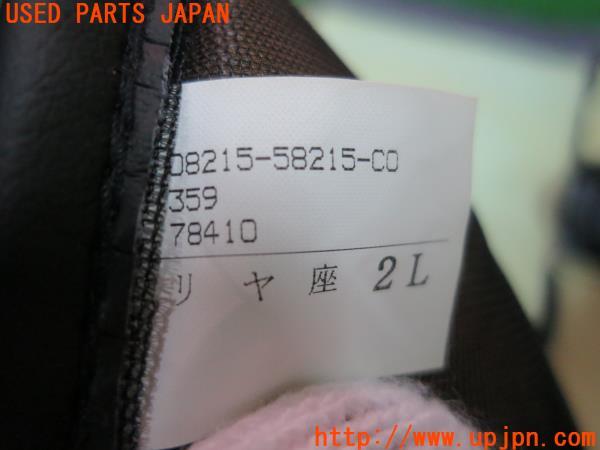 USED PARTS JAPAN
08215-58215-C0
359
78410
リヤ座 2L
http://www.upjpn.com